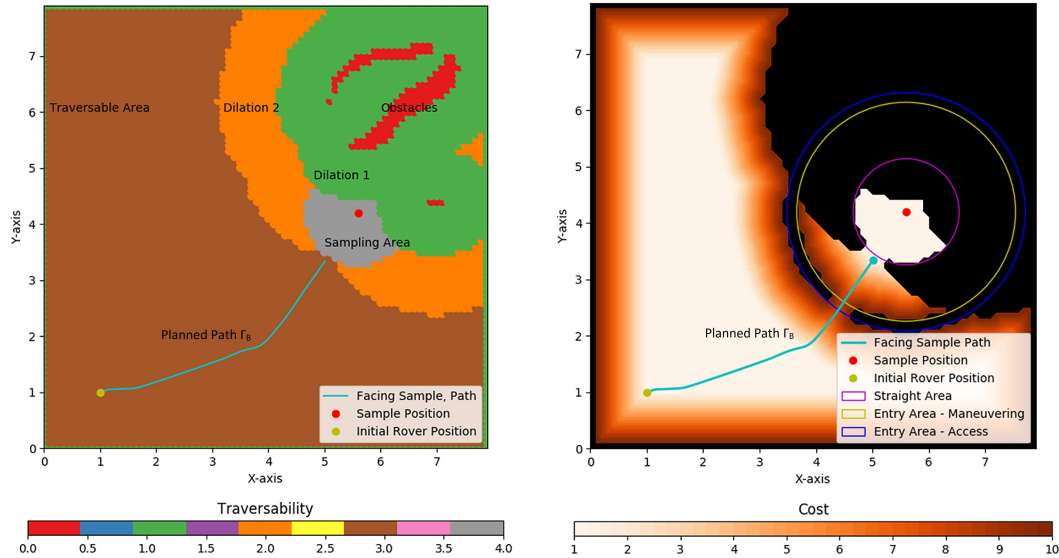 7
6
5
4
3
2
1
0
Y-axis
Traversable Area
Dilation 2
Obstacles
Dilation 1
Sampling Area
Planned Path Γ_B
Facing Sample, Path
Sample Position
Initial Rover Position
0 1 2 3 4 5 6 7
X-axis
Traversability
0.0 0.5 1.0 1.5 2.0 2.5 3.0 3.5 4.0
7
6
5
4
3
2
1
0
Y-axis
Planned Path Γ_B
Facing Sample Path
Sample Position
Initial Rover Position
Straight Area
Entry Area - Maneuvering
Entry Area - Access
0 1 2 3 4 5 6 7
X-axis
Cost
1 2 3 4 5 6 7 8 9 10